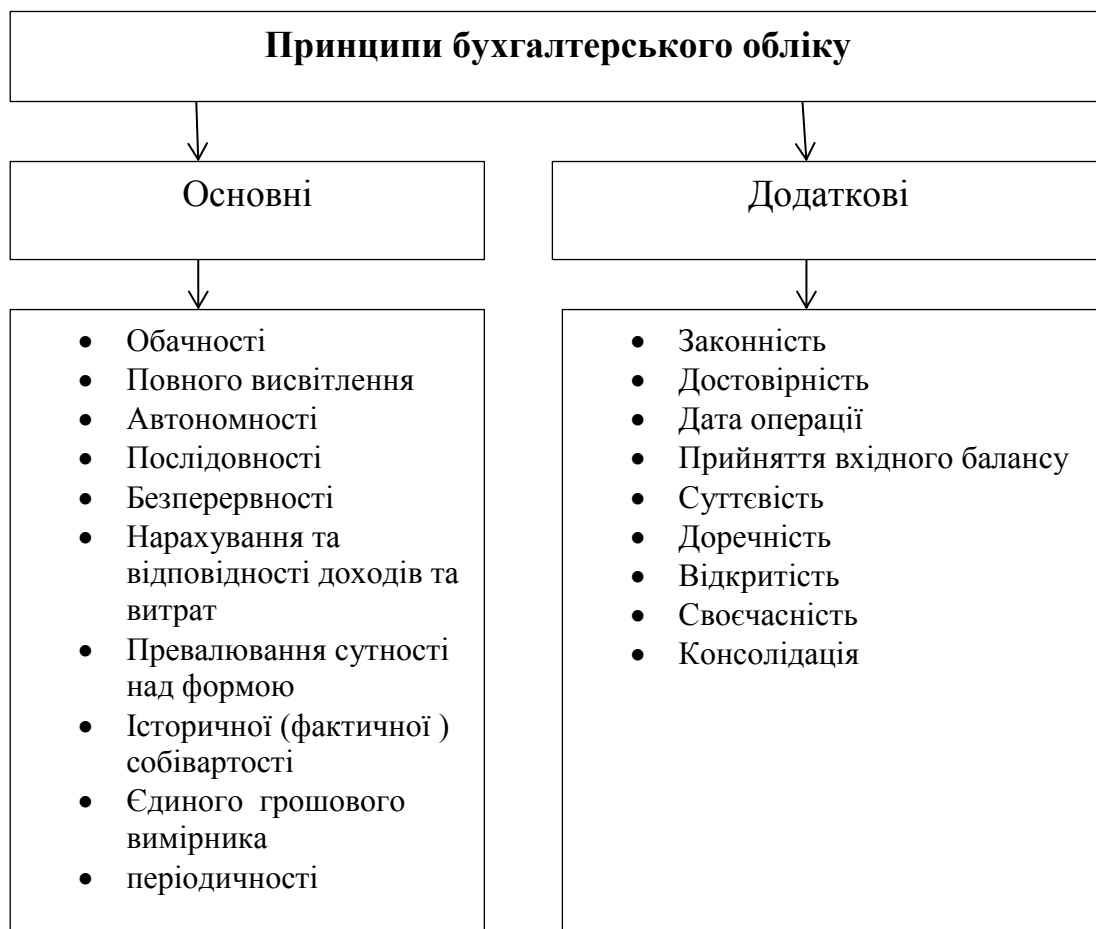 Принципи бухгалтерського обліку
Основні
Додаткові
• Обачності
• Повного висвітлення
• Автономності
• Послідовності
• Безперервності
• Нарахування та
відповідності доходів та
витрат
• Превалювання сутності
над формою
• Історичної (фактичної )
собівартості
• Єдиного  грошового
вимірника
• періодичності
• Законність
• Достовірність
• Дата операції
• Прийняття вхідного балансу
• Суттєвість
• Доречність
• Відкритість
• Своєчасність
• Консолідація